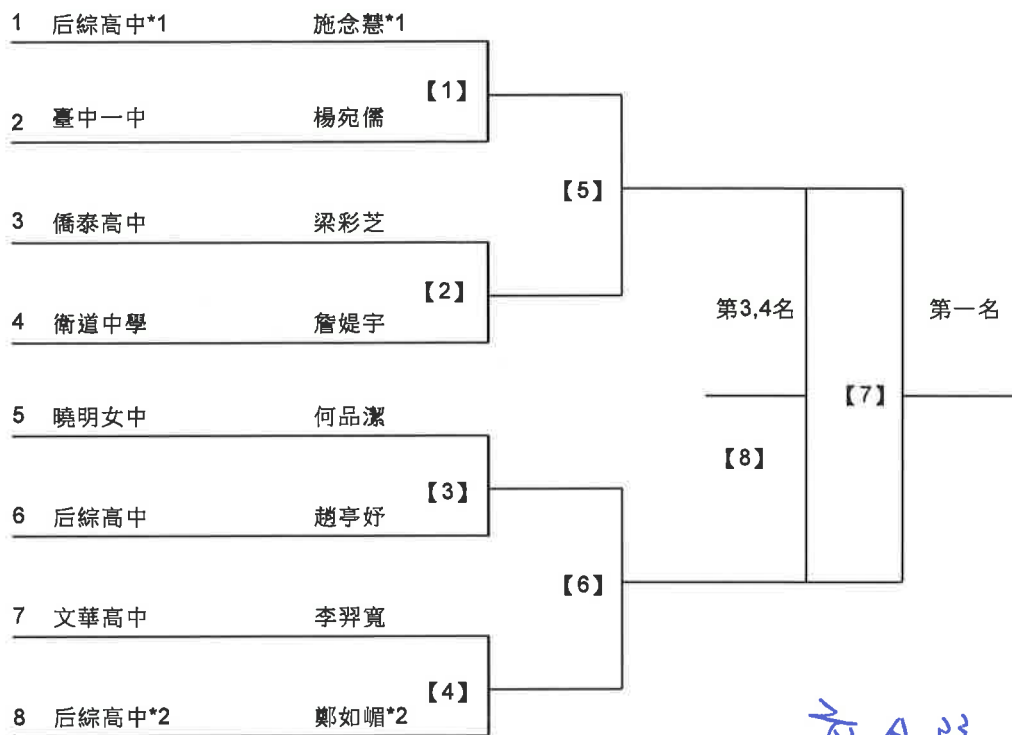 1 后綜高中*1 施念慧*1
【1】
2 臺中一中 楊宛儒
【5】
3 僑泰高中 梁彩芝
【2】
4 衛道中學 詹媞宇
第3,4名 第一名
【7】
5 曉明女中 何品潔
【8】
【3】
6 后綜高中 趙亭妤
【6】
7 文華高中 李羿寬
【4】
8 后綜高中*2 鄭如嵋*2